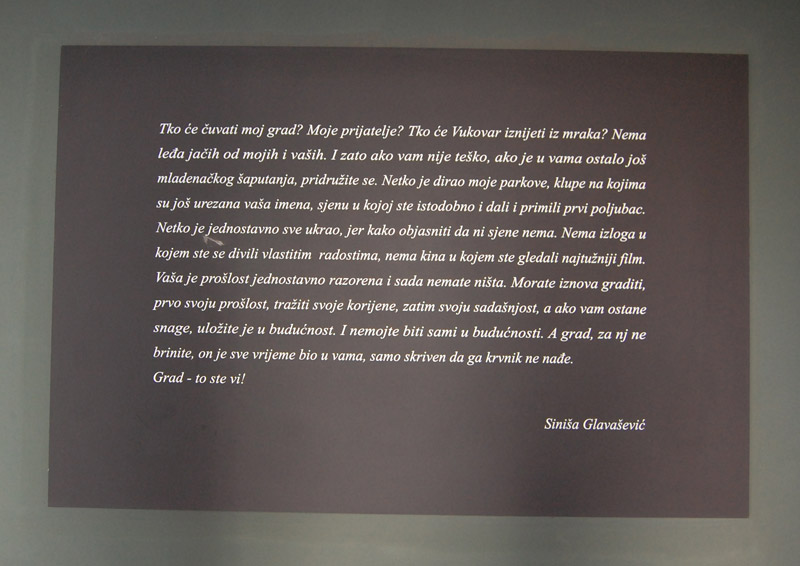 Tko će čuvati moj grad? Moje prijatelje? Tko će Vukovar iznijeti iz mraka? Nema
leđa jačih od mojih i vaših. I zato ako vam nije teško, ako je u vama ostalo još
mladenačkog šaputanja, pridružite se. Netko je dirao moje parkove, klupe na kojima
su još urezana vaša imena, sjenu u kojoj ste istodobno i dali i primili prvi poljubac.
Netko je jednostavno sve ukrao, jer kako objasniti da ni sjene nema. Nema izloga u
kojem ste se divili vlastitim radostima, nema kina u kojem ste gledali najtužniji film.
Vaša je prošlost jednostavno razorena i sada nemate ništa. Morate iznova graditi,
prvo svoju prošlost, tražiti svoje korijene, zatim svoju sadašnjost, a ako vam ostane
snage, uložite je u budućnost. I nemojte biti sami u budućnosti. A grad, za nj ne
brinite, on je sve vrijeme bio u vama, samo skriven da ga krvnik ne nađe.
Grad - to ste vi!
Siniša Glavašević